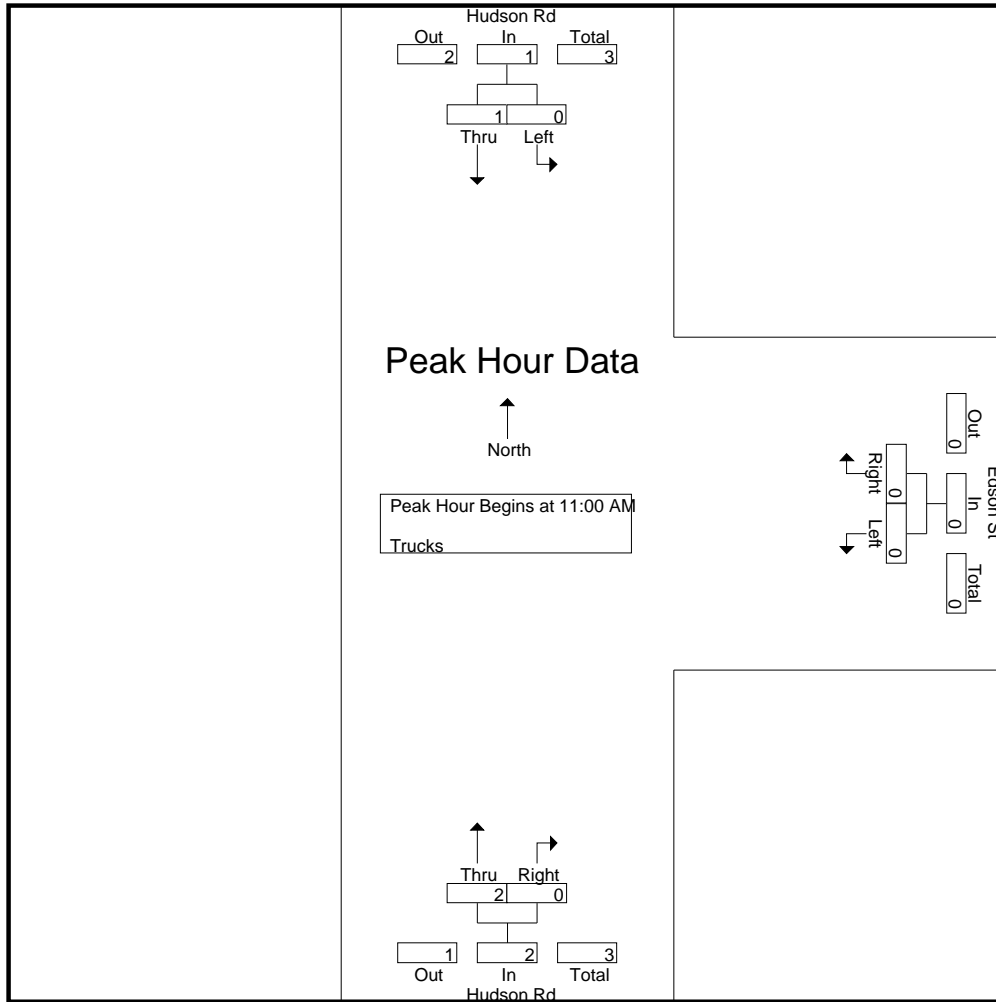 Hudson Rd
Out In Total
2 1 3
1 0
Thru Left
Peak Hour Data
North
Peak Hour Begins at 11:00 AM
Trucks
Right Left
0 0
Out In Total
0 0 0
Edson St
Thru Right
2 0
1 2 3
Out In Total
Hudson Rd